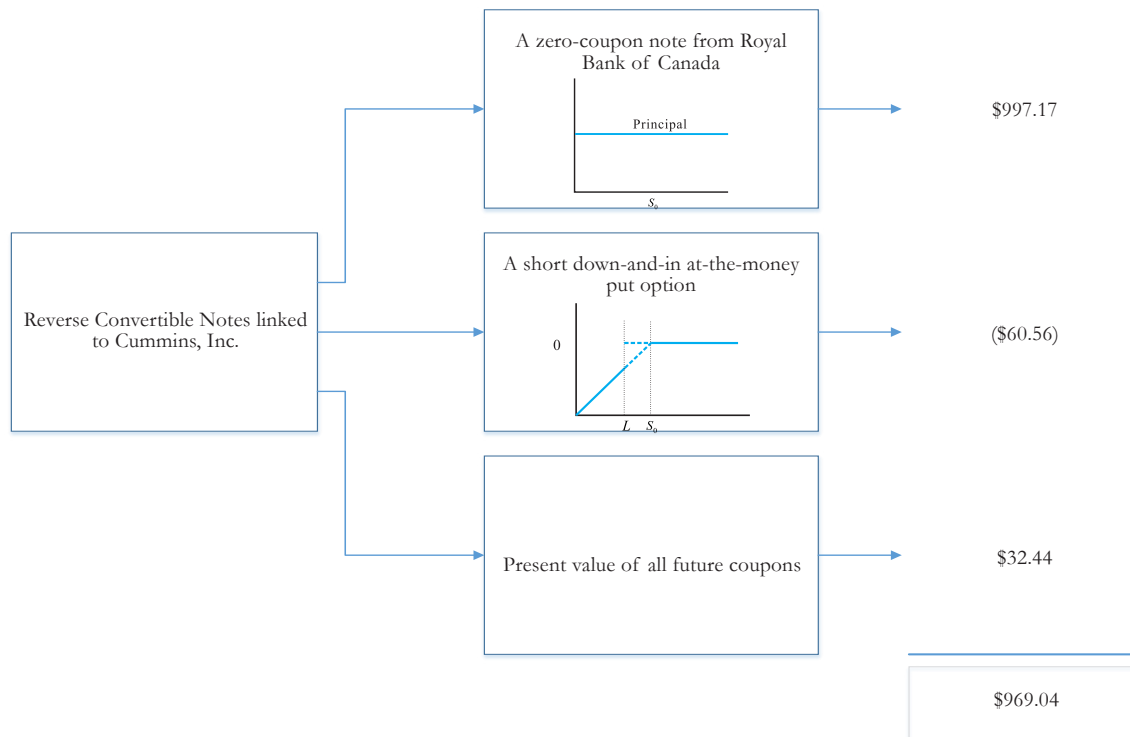 A zero-coupon note from Royal
Bank of Canada
Principal
S₀
$997.17
Reverse Convertible Notes linked
to Cummins, Inc.
A short down-and-in at-the-money
put option
0
L S₀
($60.56)
Present value of all future coupons
$32.44
$969.04